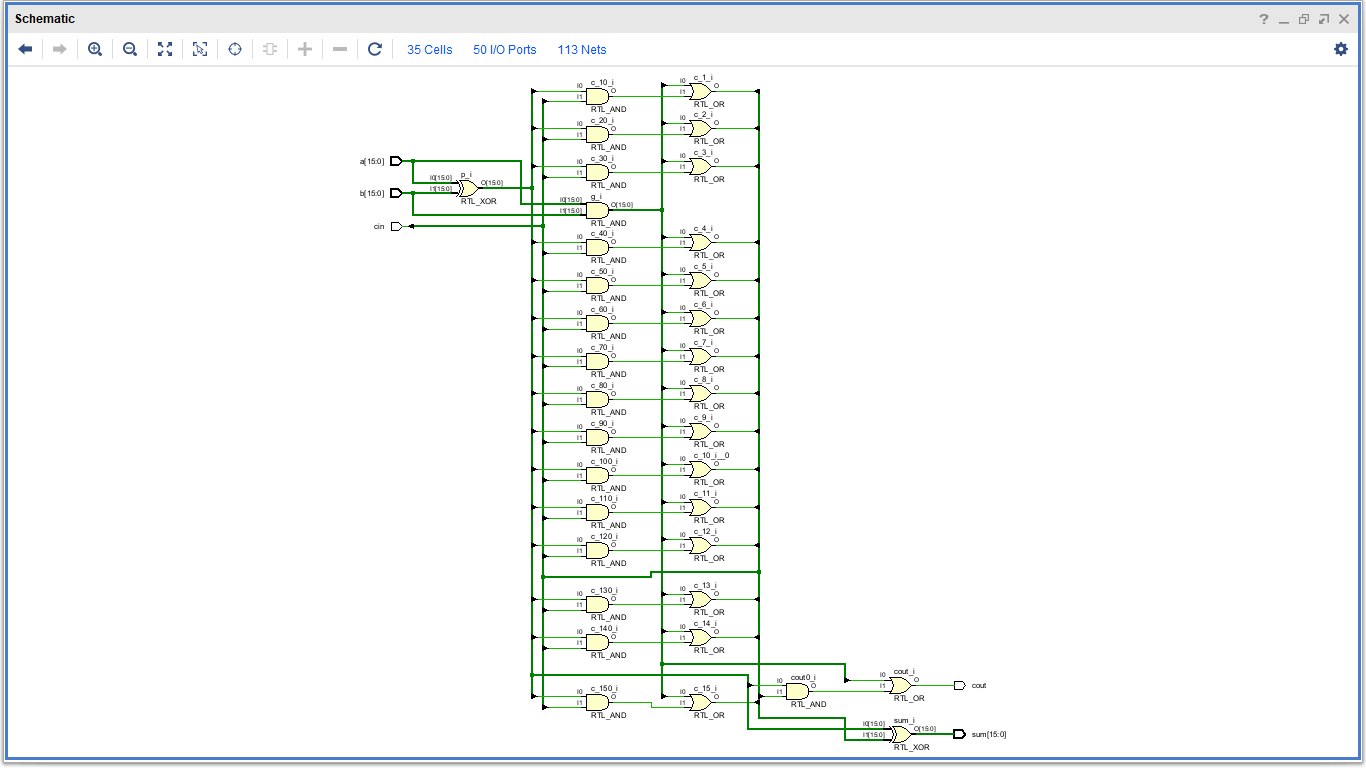 Schematic
35 Cells 50 I/O Ports 113 Nets
c_10_i
I0
I1
O
RTL_AND
c_1_i
I0
I1
O
RTL_OR
c_20_i
I0
I1
O
RTL_AND
c_2_i
I0
I1
O
RTL_OR
c_30_i
I0
I1
O
RTL_AND
c_3_i
I0
I1
O
RTL_OR
a[15:0]
b[15:0]
cin
p_i
I0[15:0]
I1[15:0]
O[15:0]
RTL_XOR
g_i
I0[15:0]
I1[15:0]
O[15:0]
RTL_AND
c_40_i
I0
I1
O
RTL_AND
c_4_i
I0
I1
O
RTL_OR
c_50_i
I0
I1
O
RTL_AND
c_5_i
I0
I1
O
RTL_OR
c_60_i
I0
I1
O
RTL_AND
c_6_i
I0
I1
O
RTL_OR
c_70_i
I0
I1
O
RTL_AND
c_7_i
I0
I1
O
RTL_OR
c_80_i
I0
I1
O
RTL_AND
c_8_i
I0
I1
O
RTL_OR
c_90_i
I0
I1
O
RTL_AND
c_9_i
I0
I1
O
RTL_OR
c_100_i
I0
I1
O
RTL_AND
c_10_i__0
I0
I1
O
RTL_OR
c_110_i
I0
I1
O
RTL_AND
c_11_i
I0
I1
O
RTL_OR
c_120_i
I0
I1
O
RTL_AND
c_12_i
I0
I1
O
RTL_OR
c_130_i
I0
I1
O
RTL_AND
c_13_i
I0
I1
O
RTL_OR
c_140_i
I0
I1
O
RTL_AND
c_14_i
I0
I1
O
RTL_OR
c_150_i
I0
I1
O
RTL_AND
c_15_i
I0
I1
O
RTL_OR
cout0_i
I0
I1
O
RTL_AND
cout_i
I0
I1
O
RTL_OR
cout
sum_i
I0[15:0]
I1[15:0]
O[15:0]
RTL_XOR
sum[15:0]